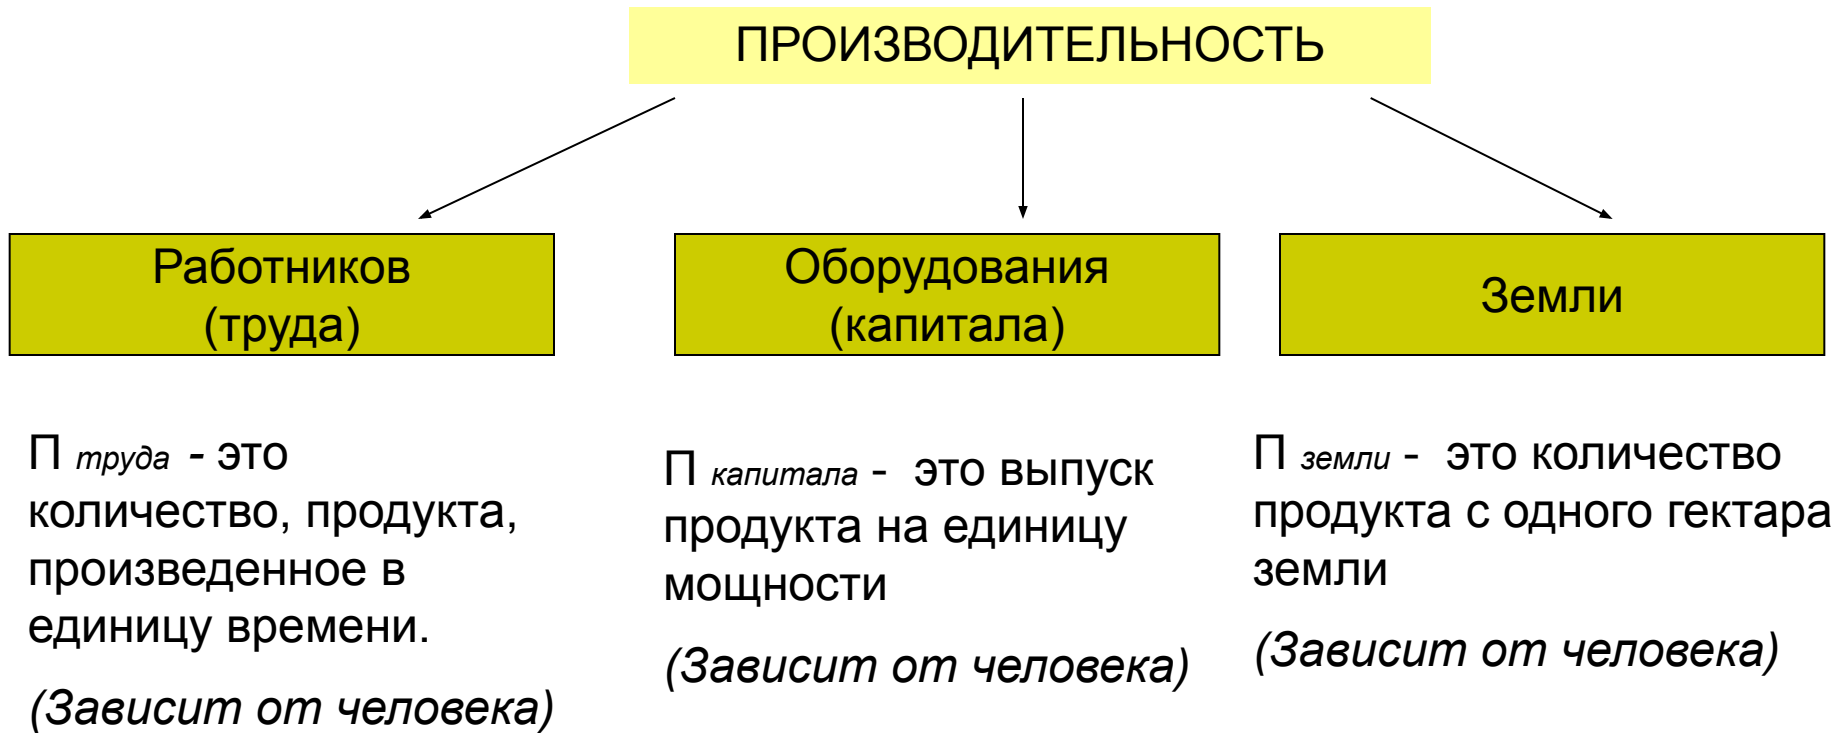 ПРОИЗВОДИТЕЛЬНОСТЬ
Работников
(труда)
Оборудования
(капитала)
Земли
П труда - это
количество, продукта,
произведенное в
единицу времени.
(Зависит от человека)
П капитала - это выпуск
продукта на единицу
мощности
(Зависит от человека)
П земли - это количество
продукта с одного гектара
земли
(Зависит от человека)